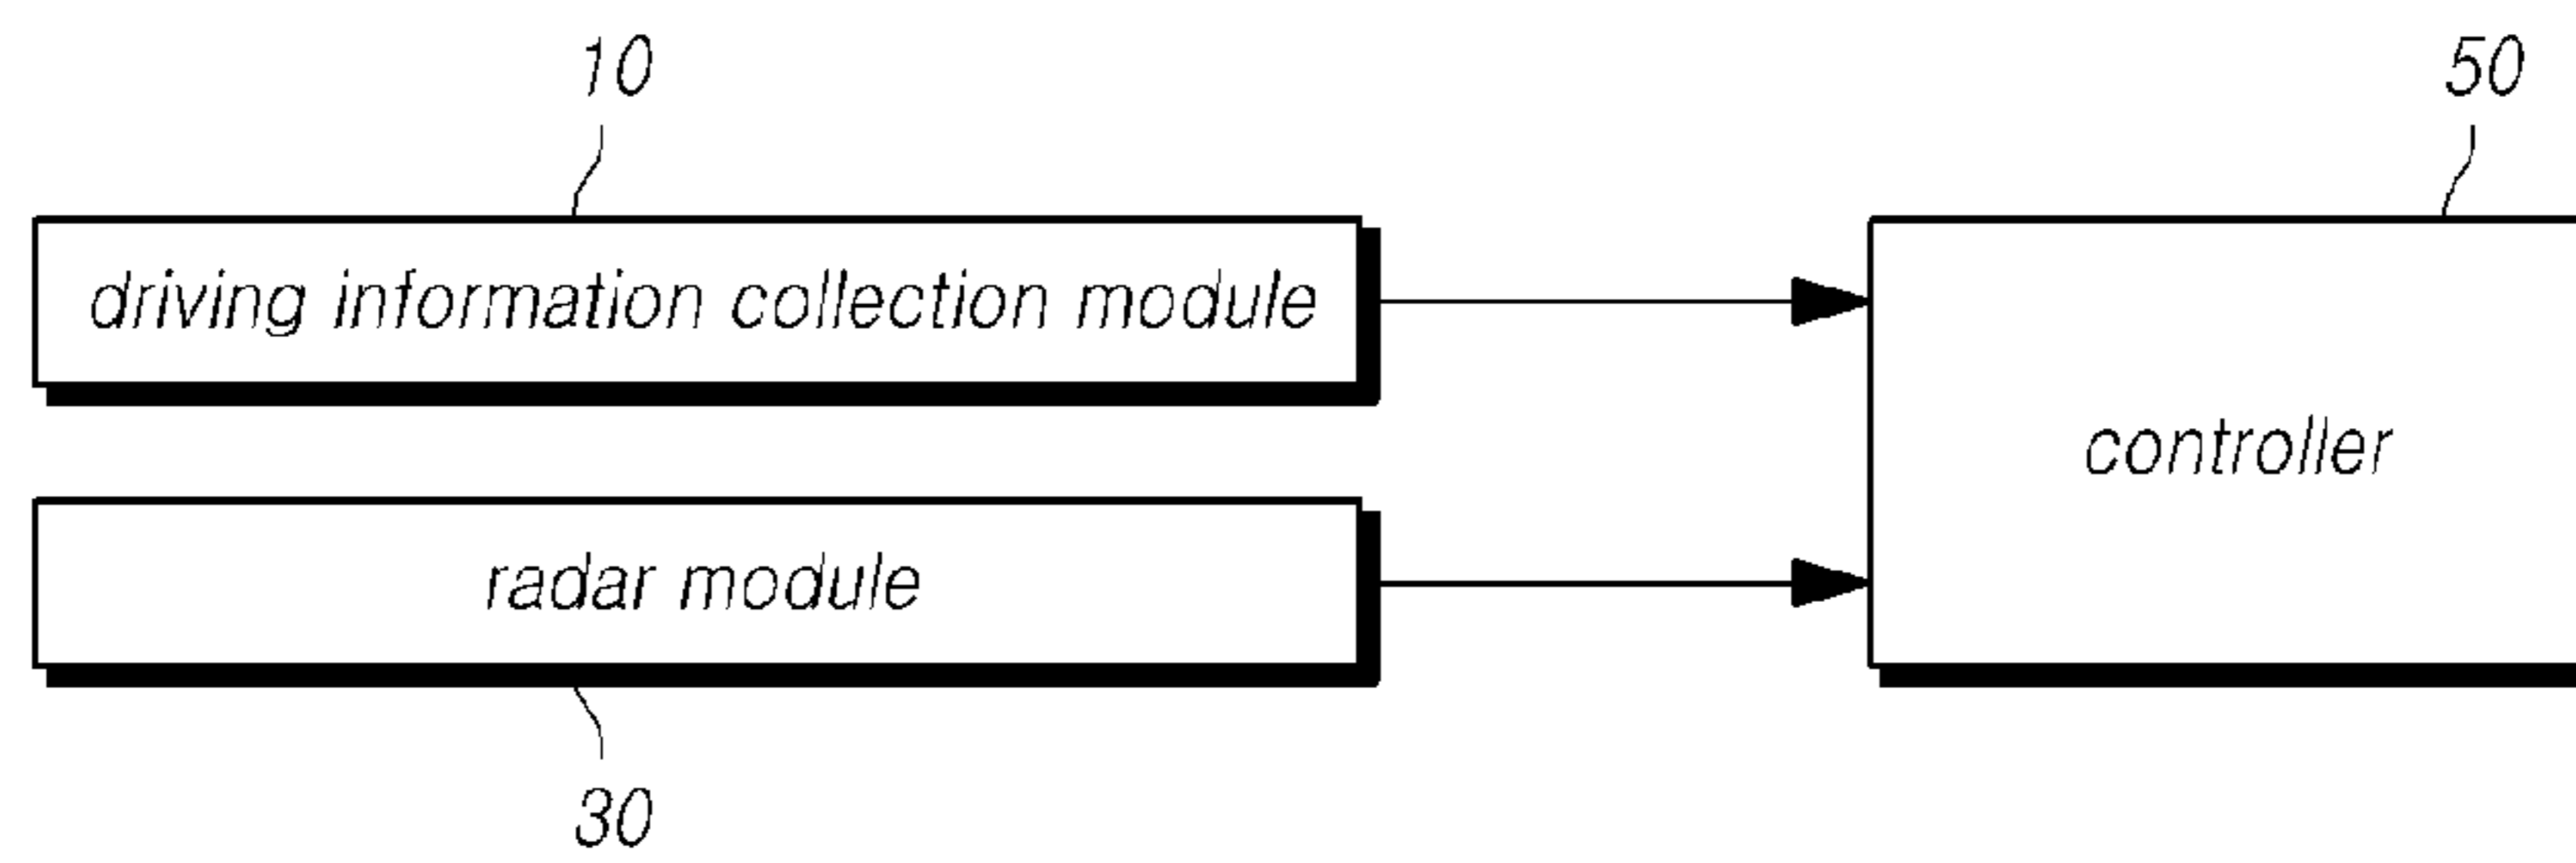 10
50
driving information collection module
controller
radar module
30